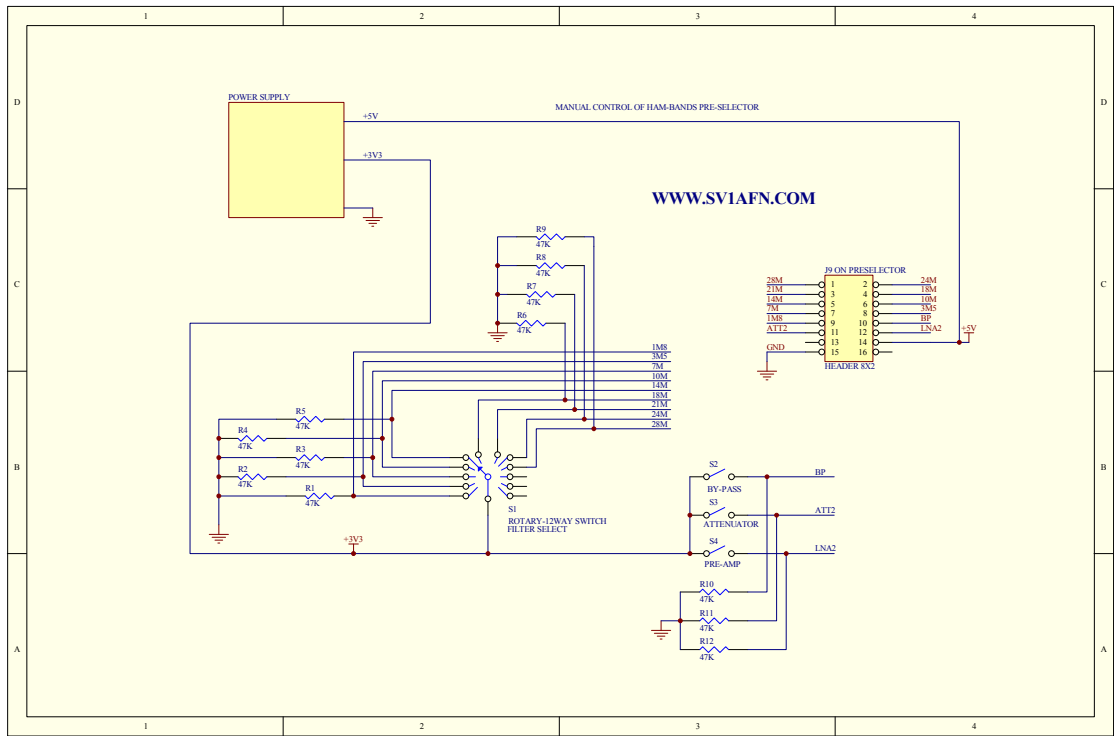 1 2 3 4
D D
POWER SUPPLY
+5V
MANUAL CONTROL OF HAM-BANDS PRE-SELECTOR
+3V3
WWW.SV1AFN.COM
R9
47K
R8
47K
R7
47K
R6
47K
C C
J9 ON PRESELECTOR
28M 1 2 24M
21M 3 4 18M
14M 5 6 10M
7M 7 8 3M5
1M8 9 10 BP
ATT2 11 12 LNA2
13 14 +5V
GND 15 16
HEADER 8X2
1M8
3M5
7M
10M
14M
18M
21M
24M
28M
R5
47K
R4
47K
R3
47K
R2
47K
R1
47K
B B
S1
ROTARY-12WAY SWITCH
FILTER SELECT
+3V3
S2 BP
BY-PASS
S3 ATT2
ATTENUATOR
S4 LNA2
PRE-AMP
R10
47K
R11
47K
R12
47K
A A
1 2 3 4